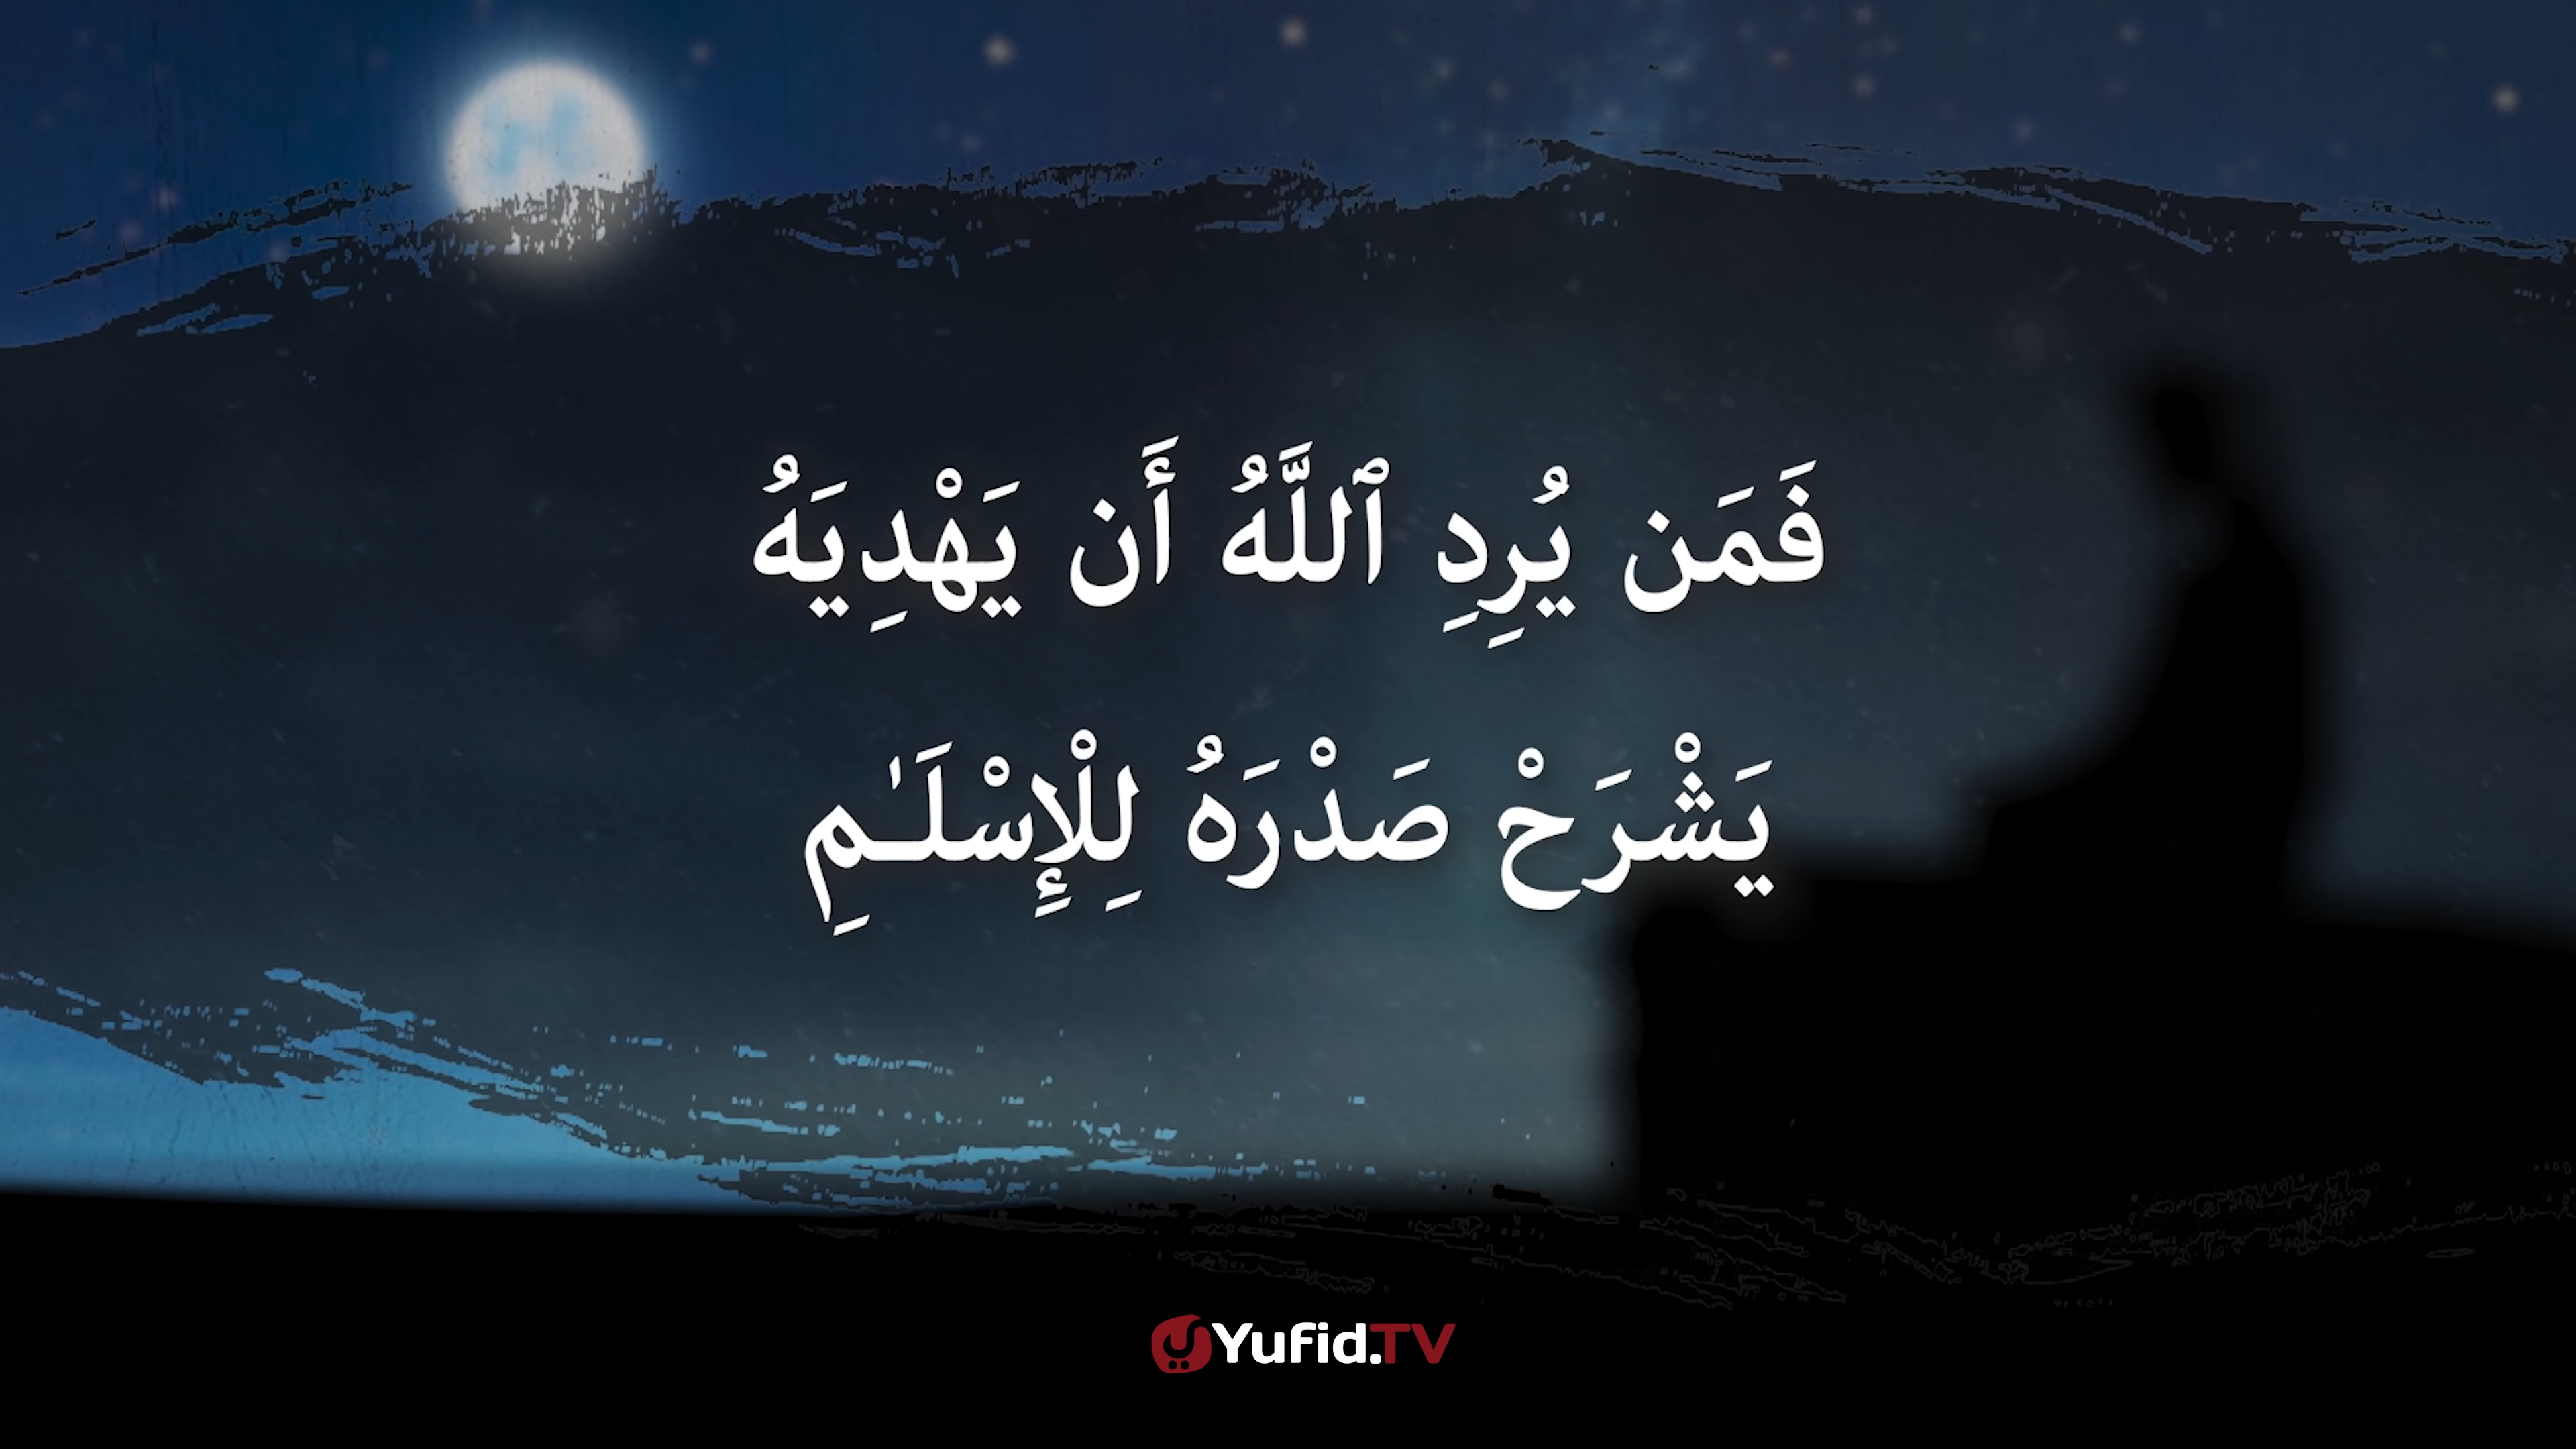 فَمَن يُرِدِ ٱللَّهُ أَن يَهْدِيَهُ
يَشْرَحْ صَدْرَهُ لِلْإِسْلَـٰمِ
Yufid.TV